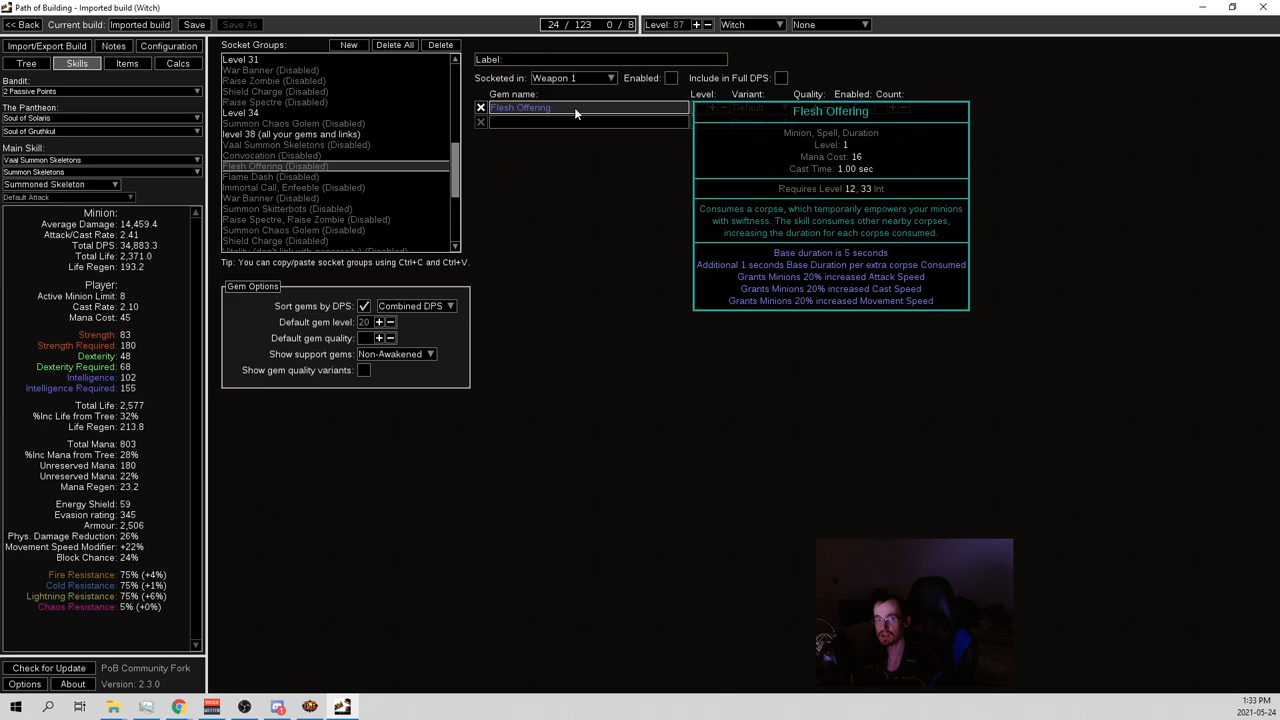 Path of Building - Imported build (Witch)
<< Back Current build: Imported build Save Save As 24 / 123 0 / 8 Level: 87 Witch None
Import/Export Build Notes Configuration
Tree Skills Items Calcs
Bandit:
2 Passive Points
The Pantheon:
Soul of Solaris
Soul of Gruthkul
Main Skill:
Vaal Summon Skeletons
Summon Skeletons
Summoned Skeleton
Default Attack
Minion:
Average Damage: 14,459.4
Attack/Cast Rate: 2.41
Total DPS: 34,883.3
Total Life: 2,371.0
Life Regen: 193.2
Player:
Active Minion Limit: 8
Cast Rate: 2.10
Mana Cost: 45
Strength: 83
Strength Required: 180
Dexterity: 48
Dexterity Required: 68
Intelligence: 102
Intelligence Required: 155
Total Life: 2,577
%Inc Life from Tree: 32%
Life Regen: 213.8
Total Mana: 803
%Inc Mana from Tree: 28%
Unreserved Mana: 180
Unreserved Mana: 22%
Mana Regen: 23.2
Energy Shield: 59
Evasion rating: 345
Armour: 2,506
Phys. Damage Reduction: 26%
Movement Speed Modifier: +22%
Block Chance: 24%
Fire Resistance: 75% (+4%)
Cold Resistance: 75% (+1%)
Lightning Resistance: 75% (+6%)
Chaos Resistance: 5% (+0%)
Check for Update PoB Community Fork
Options About Version: 2.3.0
Socket Groups: New Delete All Delete
Level 31
War Banner (Disabled)
Raise Zombie (Disabled)
Shield Charge (Disabled)
Raise Spectre (Disabled)
Level 34
Summon Chaos Golem (Disabled)
level 38 (all your gems and links)
Vaal Summon Skeletons (Disabled)
Convocation (Disabled)
Flesh Offering (Disabled)
Flame Dash (Disabled)
Immortal Call, Enfeeble (Disabled)
War Banner (Disabled)
Summon Skitterbots (Disabled)
Raise Spectre, Raise Zombie (Disabled)
Summon Chaos Golem (Disabled)
Shield Charge (Disabled)
Vitality (don't link with generosity) (Disabled)
Tip: You can copy/paste socket groups using Ctrl+C and Ctrl+V.
Gem Options
Sort gems by DPS: Combined DPS
Default gem level: 20
Default gem quality:
Show support gems: Non-Awakened
Show gem quality variants:
Label:
Socketed in: Weapon 1 Enabled: Include in Full DPS:
Gem name: Level: Variant: Quality: Enabled: Count:
Flesh Offering
Flesh Offering
Minion, Spell, Duration
Level: 1
Mana Cost: 16
Cast Time: 1.00 sec
Requires Level 12, 33 Int
Consumes a corpse, which temporarily empowers your minions
with swiftness. The skill consumes other nearby corpses,
increasing the duration for each corpse consumed.
Base duration is 5 seconds
Additional 1 seconds Base Duration per extra corpse Consumed
Grants Minions 20% increased Attack Speed
Grants Minions 20% increased Cast Speed
Grants Minions 20% increased Movement Speed
1:33 PM
2021-05-24